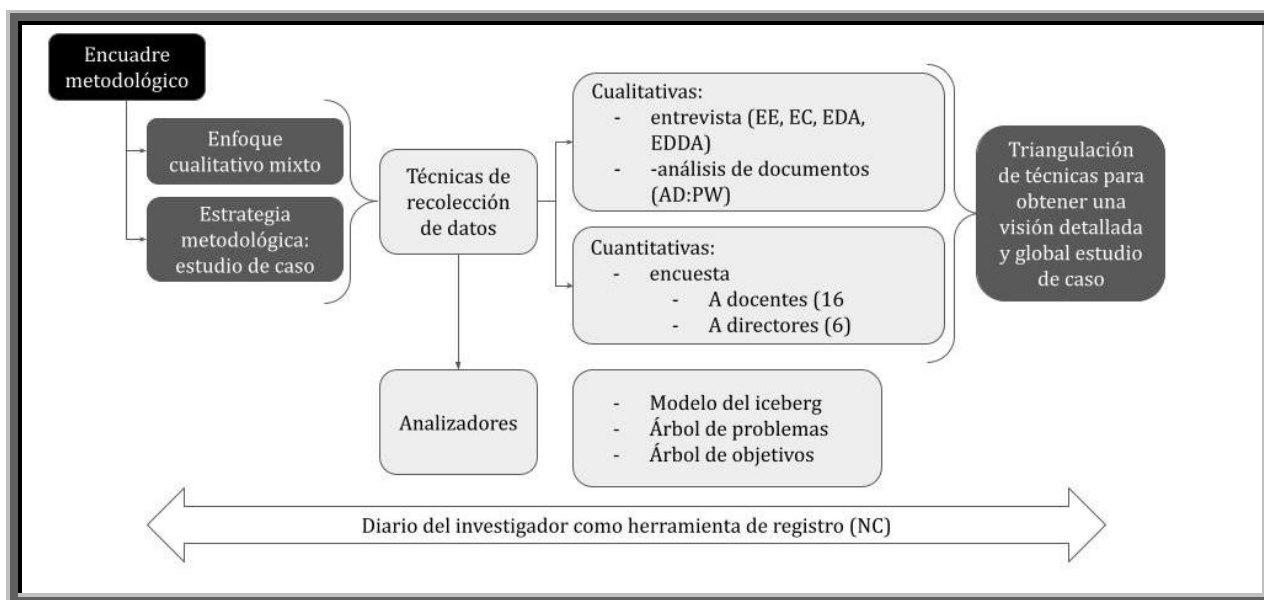 Encuadre
metodológico
Enfoque
cualitativo mixto
Estrategia
metodológica:
estudio de caso
Técnicas de
recolección
de datos
Cualitativas:
- entrevista (EE, EC, EDA,
EDDA)
- -análisis de documentos
(AD:PW)
Cuantitativas:
- encuesta
- A docentes (16
- A directores (6)
Triangulación
de técnicas para
obtener una
visión detallada
y global estudio
de caso
Analizadores
- Modelo del iceberg
- Árbol de problemas
- Árbol de objetivos
Diario del investigador como herramienta de registro (NC)